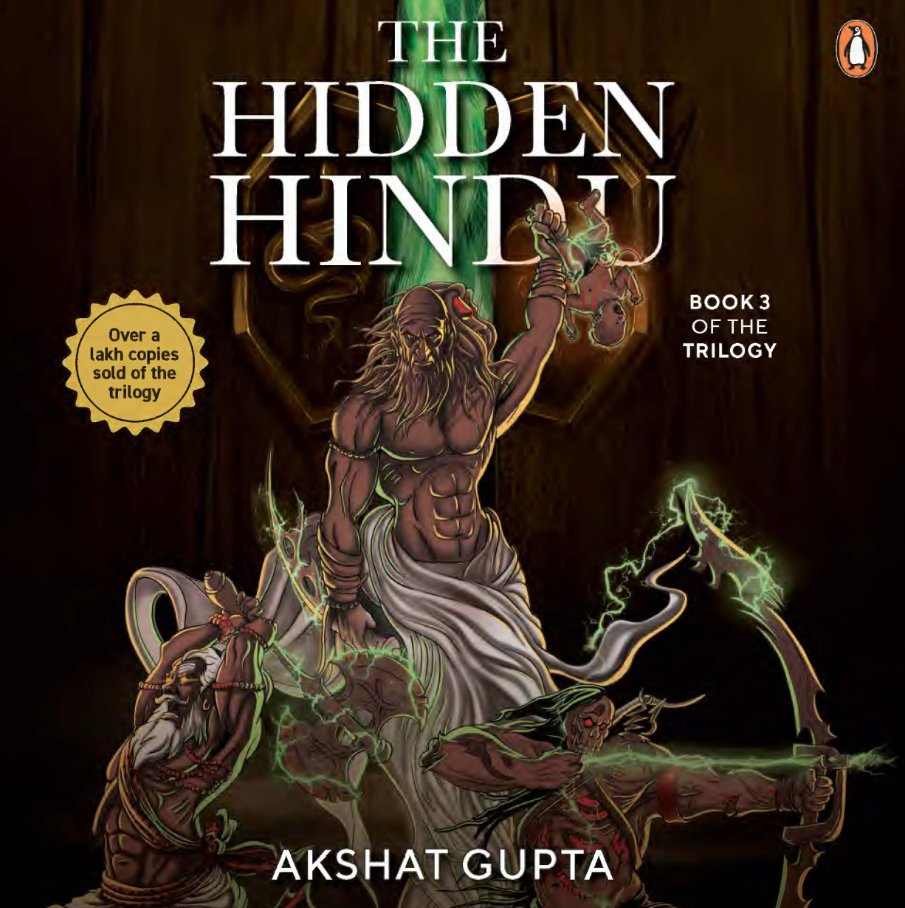 THE
HIDDEN
HINDU
BOOK 3
OF THE
TRILOGY
Over a
lakh copies
sold of the
trilogy
AKSHAT GUPTA